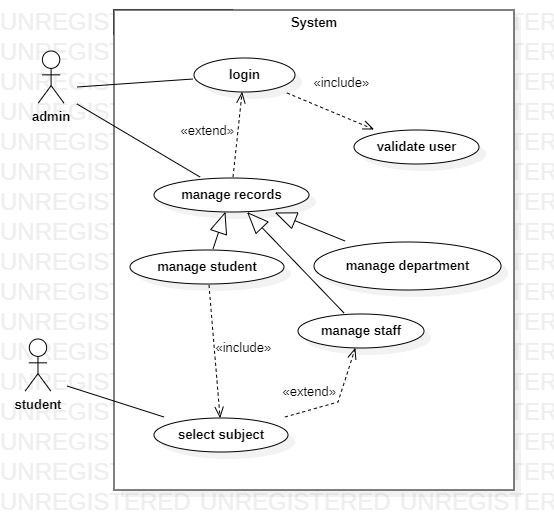 System
login
«include»
admin
«extend»
validate user
manage records
manage student
manage department
manage staff
«include»
student
«extend»
select subject
UNREGISTERED UNREGISTERED UNREGISTERED